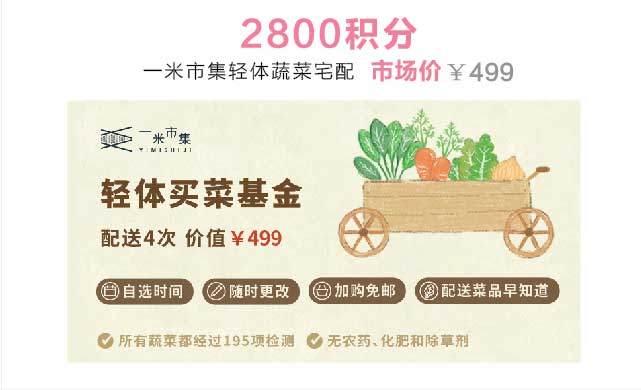 2800积分
一米市集轻体蔬菜宅配 市场价￥499
一米市集
YIMISHIJI
轻体买菜基金
配送4次 价值￥499
自选时间 随时更改 加购免邮 配送菜品早知道
所有蔬菜都经过195项检测 无农药、化肥和除草剂